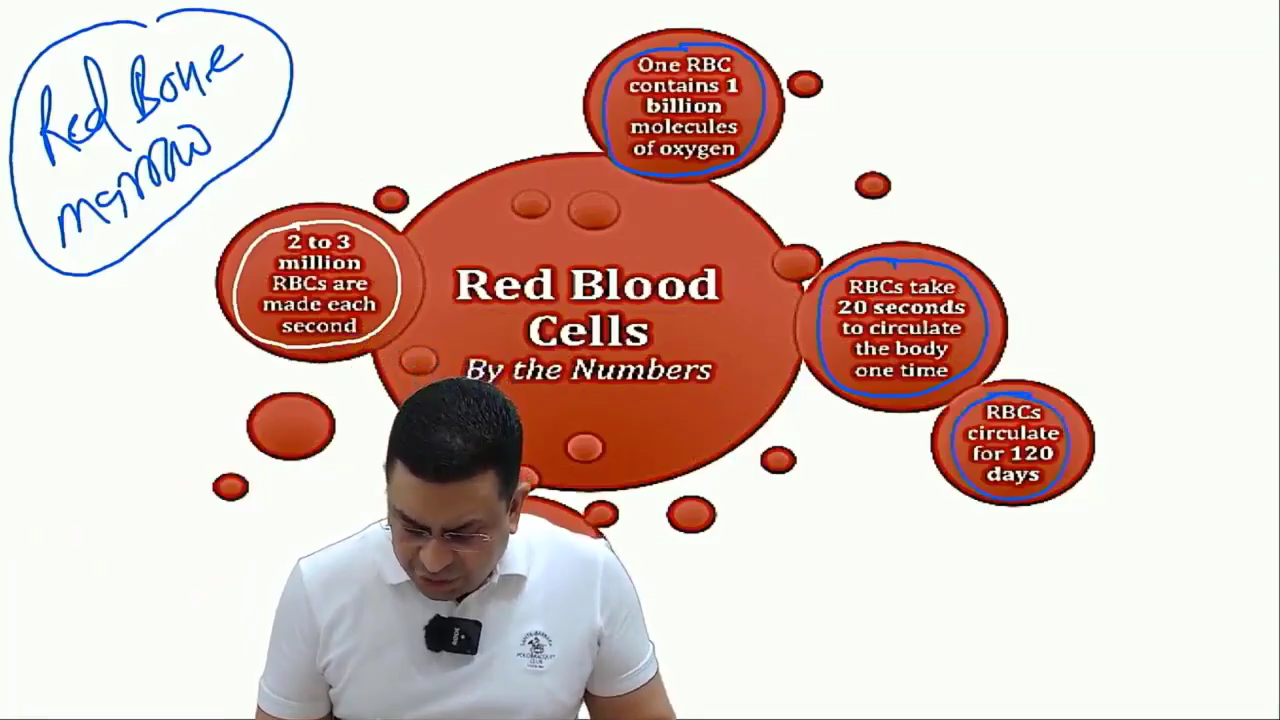 Red Bone
marrow
One RBC
contains 1
billion
molecules
of oxygen
2 to 3
million
RBCs are
made each
second
Red Blood
Cells
By the Numbers
RBCs take
20 seconds
to circulate
the body
one time
RBCs
circulate
for 120
days
RODE